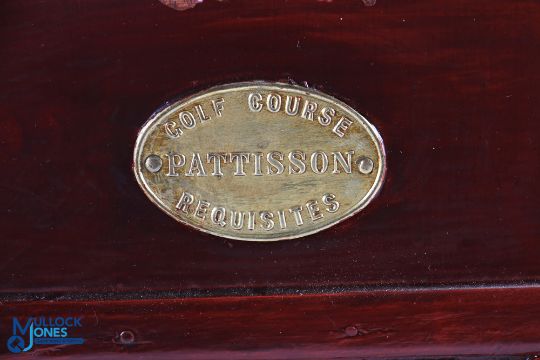 GOLF COURSE
PATTISSON
REQUISITES
MULLOCK
JONES